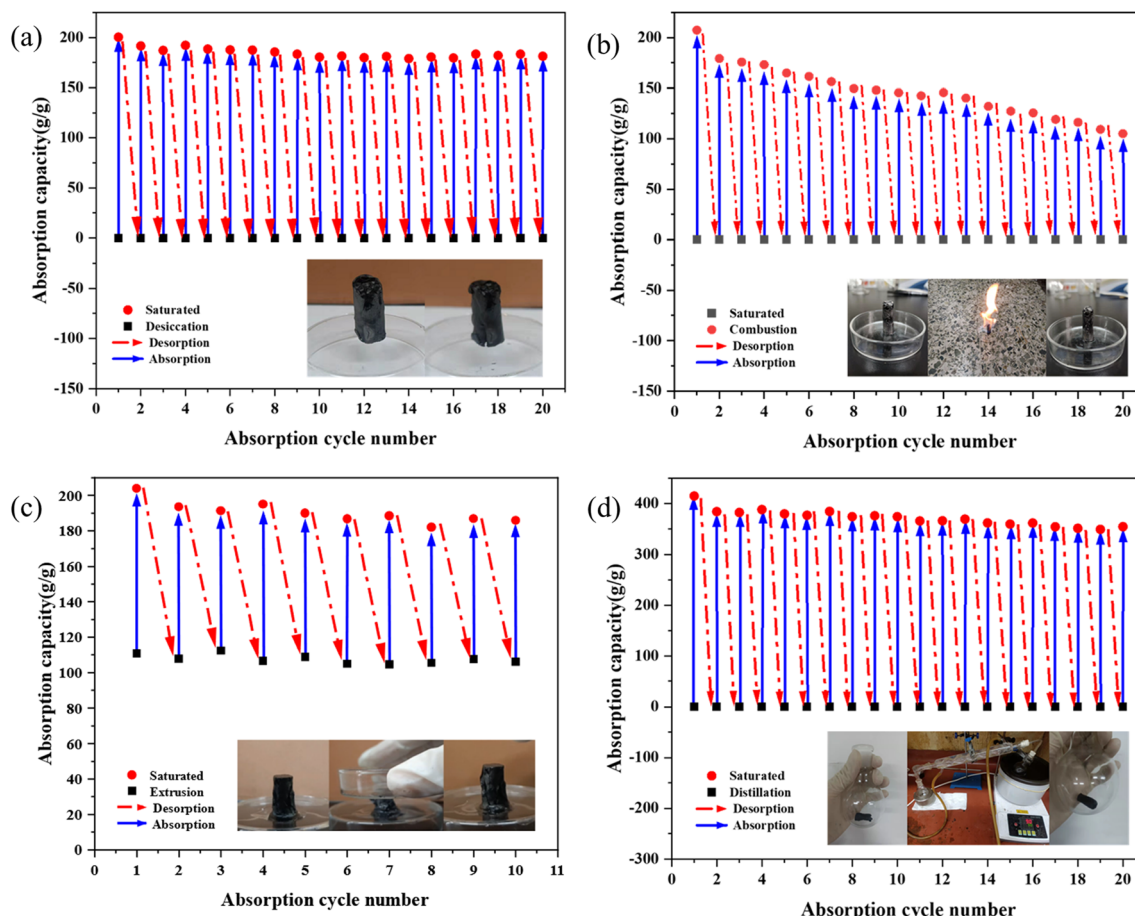 (a)
200
150
100
50
0
-50
-100
-150
Absorption capacity(g/g)
Saturated
Desiccation
Desorption
Absorption
0 2 4 6 8 10 12 14 16 18 20
Absorption cycle number
(b)
200
150
100
50
0
-50
-100
-150
Absorption capacity(g/g)
Saturated
Combustion
Desorption
Absorption
0 2 4 6 8 10 12 14 16 18 20
Absorption cycle number
(c)
200
180
160
140
120
100
80
60
40
20
0
Absorption capacity(g/g)
Saturated
Extrusion
Desorption
Absorption
0 1 2 3 4 5 6 7 8 9 10 11
Absorption cycle number
(d)
400
300
200
100
0
-100
-200
-300
Absorption capacity(g/g)
Saturated
Distillation
Desorption
Absorption
0 2 4 6 8 10 12 14 16 18 20
Absorption cycle number